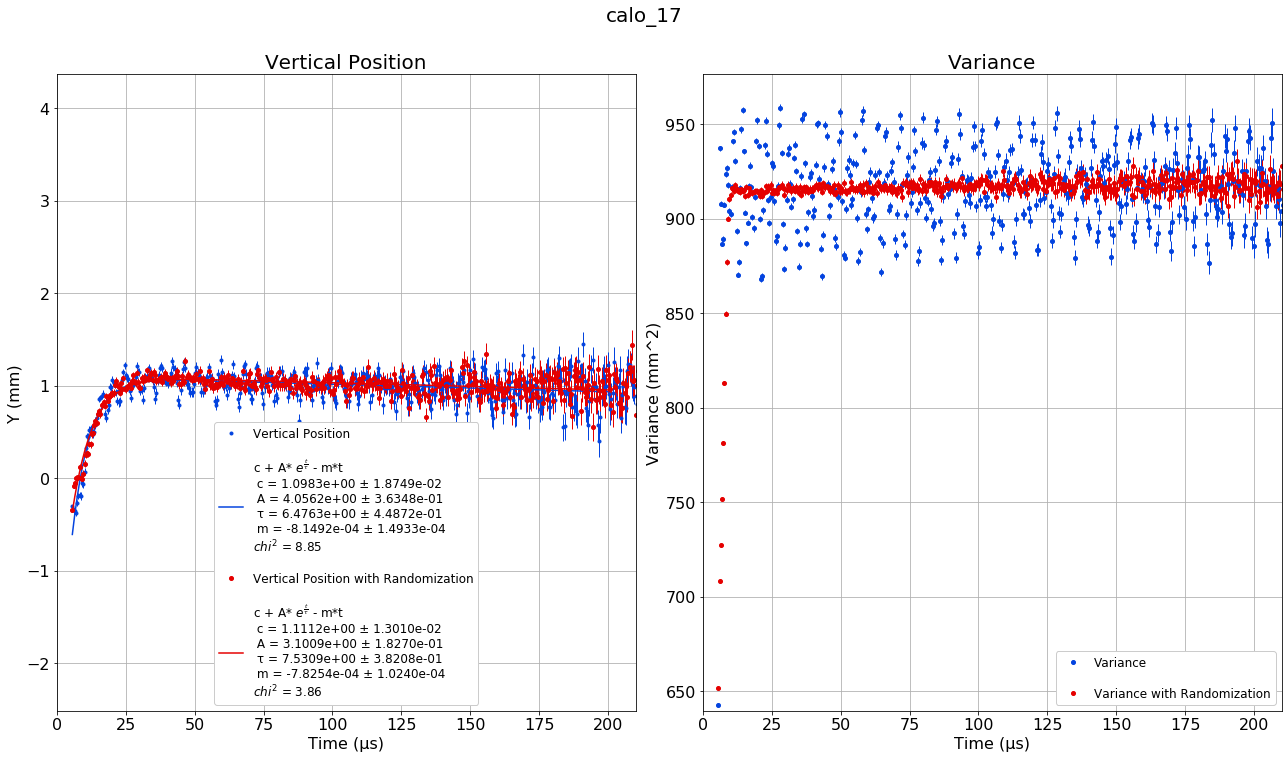 calo_17
Vertical Position
Y (mm)
4
3
2
1
0
−1
−2
0 25 50 75 100 125 150 175 200
Time (µs)
Vertical Position
c + A* e^{t/τ} - m*t
c = 1.0983e+00 ± 1.8749e-02
A = 4.0562e+00 ± 3.6348e-01
τ = 6.4763e+00 ± 4.4872e-01
m = -8.1492e-04 ± 1.4933e-04
chi² = 8.85
Vertical Position with Randomization
c + A* e^{t/τ} - m*t
c = 1.1112e+00 ± 1.3010e-02
A = 3.1009e+00 ± 1.8270e-01
τ = 7.5309e+00 ± 3.8208e-01
m = -7.8254e-04 ± 1.0240e-04
chi² = 3.86
Variance
Variance (mm^2)
950
900
850
800
750
700
650
0 25 50 75 100 125 150 175 200
Time (µs)
Variance
Variance with Randomization